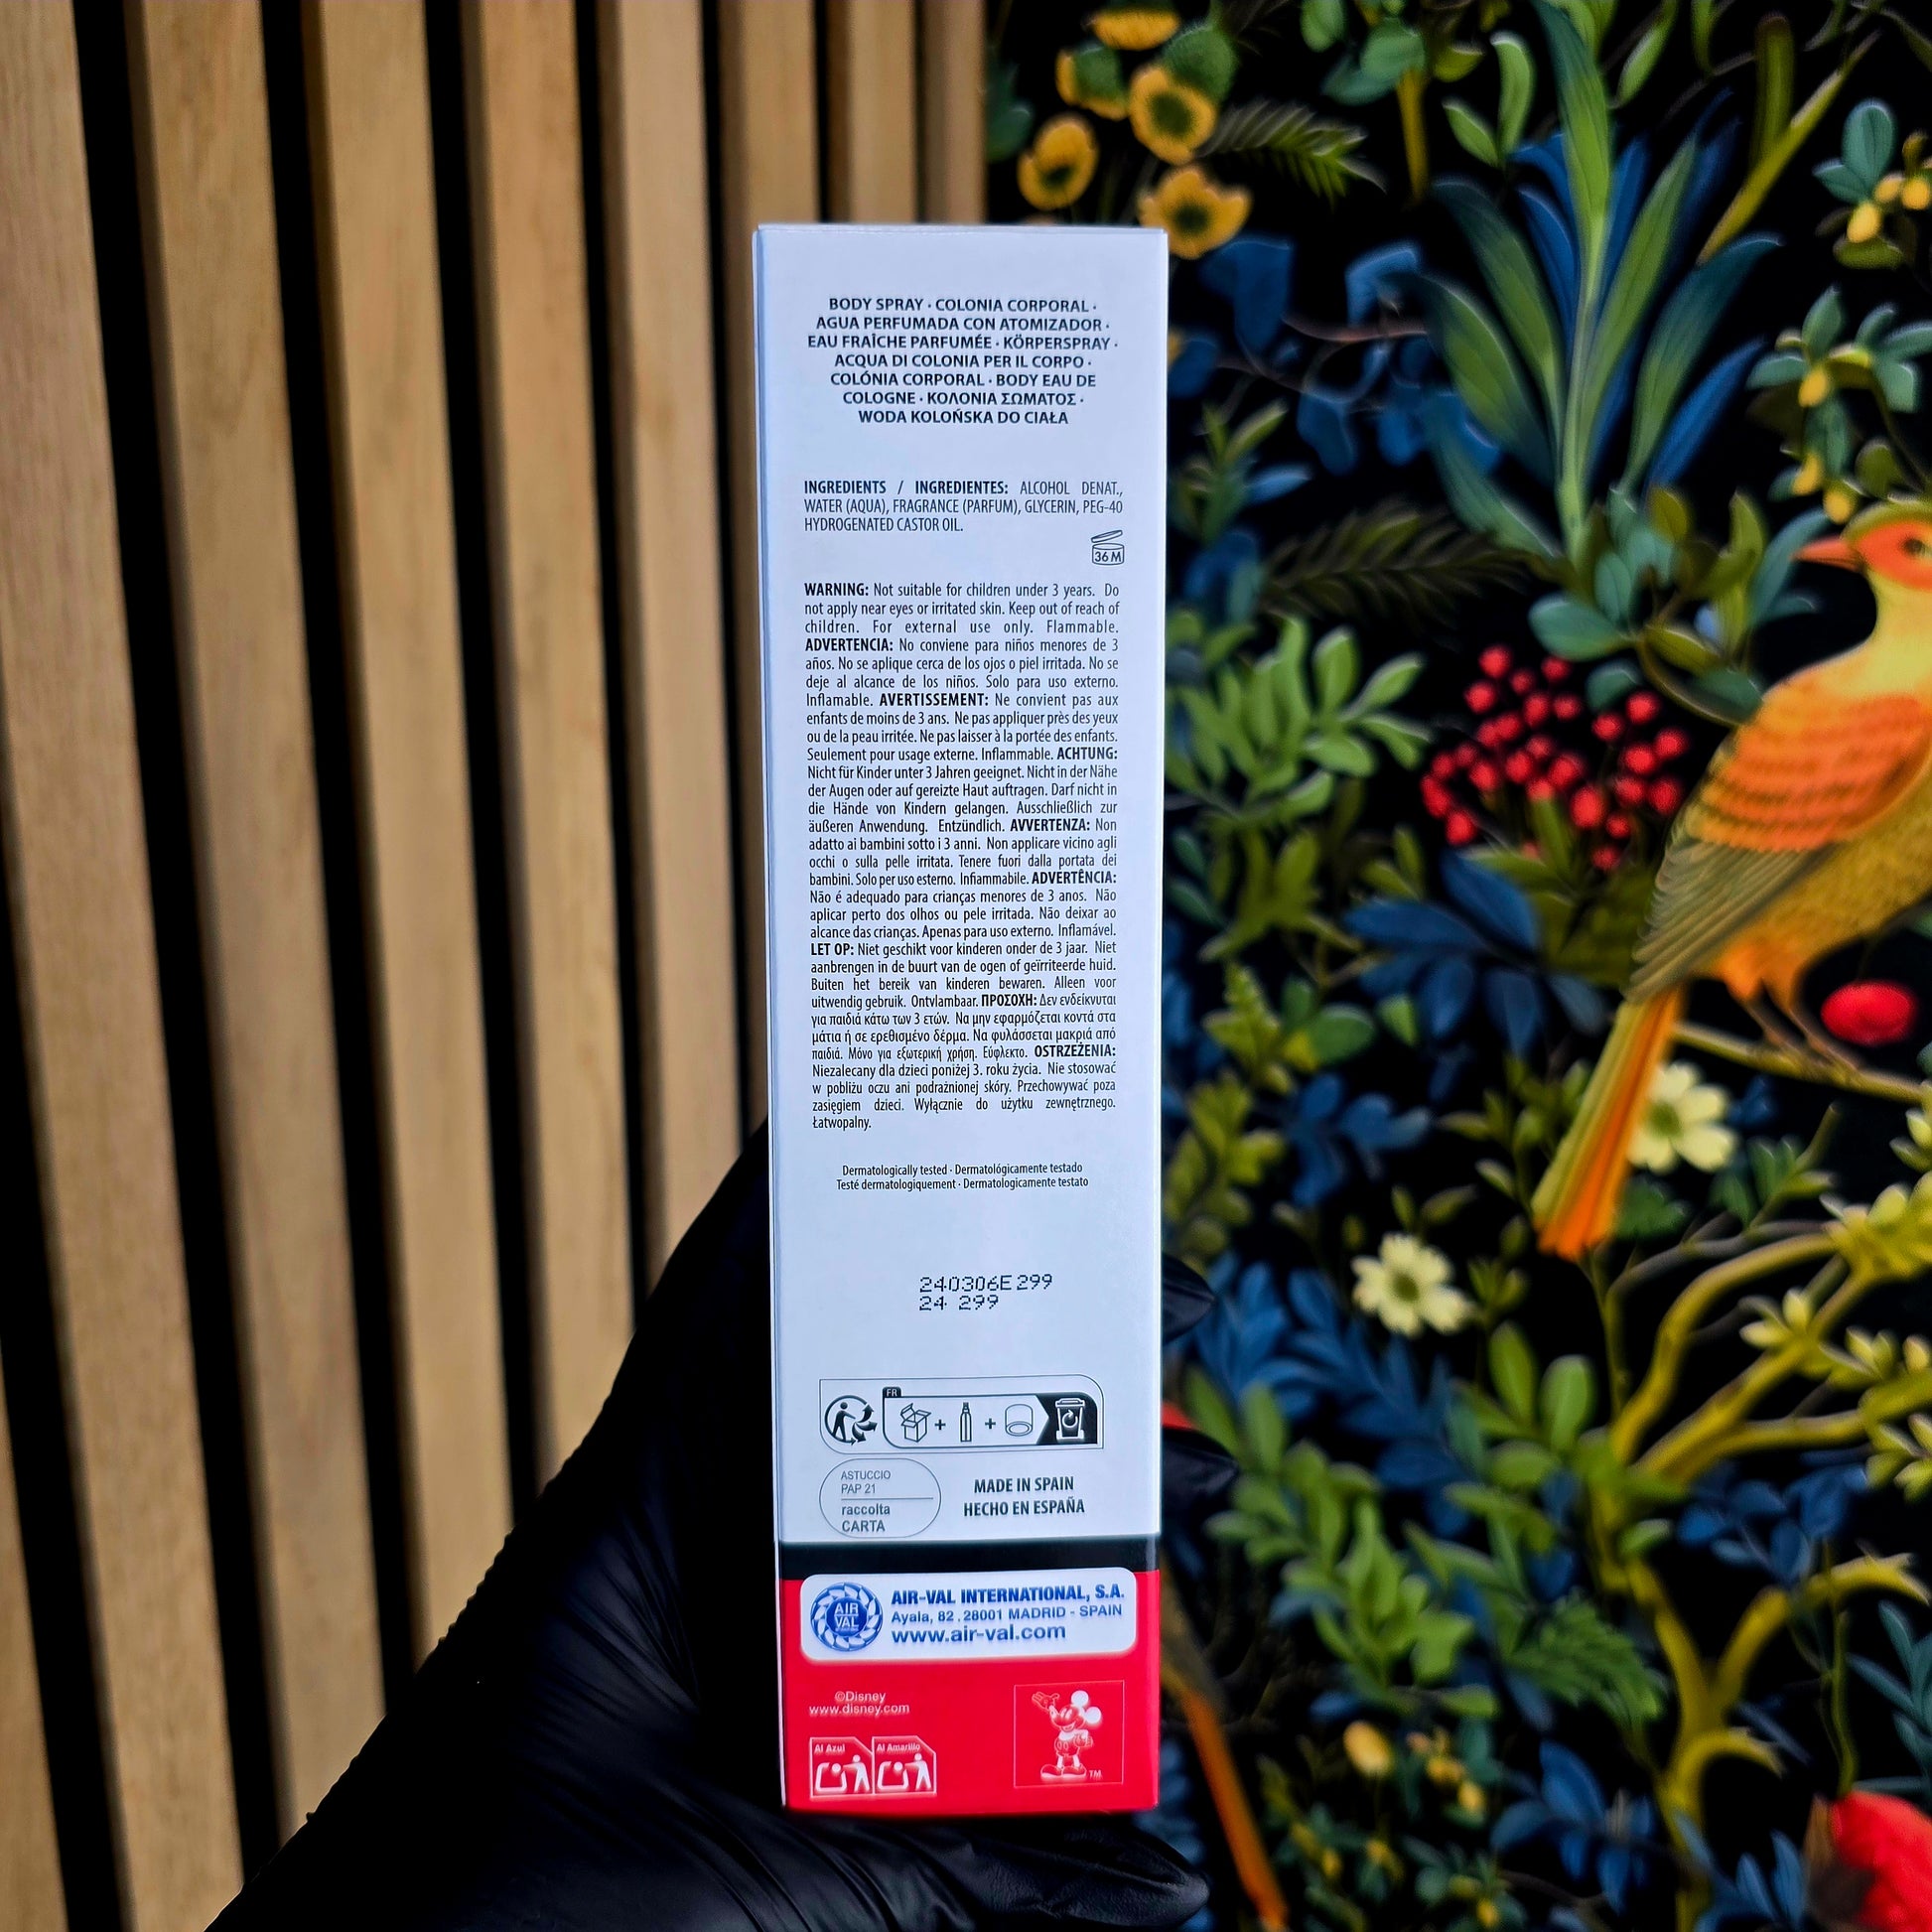 BODY SPRAY · COLONIA CORPORAL ·
AGUA PERFUMADA CON ATOMIZADOR ·
EAU FRAÎCHE PARFUMÉE · KÖRPERSPRAY ·
ACQUA DI COLONIA PER IL CORPO ·
COLÓNIA CORPORAL · BODY EAU DE
COLOGNE · ΚΟΛΟΝΙΑ ΣΩΜΑΤΟΣ ·
WODA KOLOŃSKA DO CIAŁA
INGREDIENTS / INGREDIENTES: ALCOHOL DENAT.,
WATER (AQUA), FRAGRANCE (PARFUM), GLYCERIN, PEG-40
HYDROGENATED CASTOR OIL.
36 M
WARNING: Not suitable for children under 3 years. Do
not apply near eyes or irritated skin. Keep out of reach of
children. For external use only. Flammable.
ADVERTENCIA: No conviene para niños menores de 3
años. No se aplique cerca de los ojos o piel irritada. No se
deje al alcance de los niños. Solo para uso externo.
Inflamable. AVERTISSEMENT: Ne convient pas aux
enfants de moins de 3 ans. Ne pas appliquer près des yeux
ou de la peau irritée. Ne pas laisser à la portée des enfants.
Seulement pour usage externe. Inflammable. ACHTUNG:
Nicht für Kinder unter 3 Jahren geeignet. Nicht in der Nähe
der Augen oder auf gereizte Haut auftragen. Darf nicht in
die Hände von Kindern gelangen. Ausschließlich zur
äußeren Anwendung. Entzündlich. AVVERTENZA: Non
adatto ai bambini sotto i 3 anni. Non applicare vicino agli
occhi o sulla pelle irritata. Tenere fuori dalla portata dei
bambini. Solo per uso esterno. Infiammabile. ADVERTÊNCIA:
Não é adequado para crianças menores de 3 anos. Não
aplicar perto dos olhos ou pele irritada. Não deixar ao
alcance das crianças. Apenas para uso externo. Inflamável.
LET OP: Niet geschikt voor kinderen onder de 3 jaar. Niet
aanbrengen in de buurt van de ogen of geïrriteerde huid.
Buiten het bereik van kinderen bewaren. Alleen voor
uitwendig gebruik. Ontvlambaar. ΠΡΟΣΟΧΗ: Δεν ενδείκνυται
για παιδιά κάτω των 3 ετών. Να μην εφαρμόζεται κοντά στα
μάτια ή σε ερεθισμένο δέρμα. Να φυλάσσεται μακριά από
παιδιά. Μόνο για εξωτερική χρήση. Εύφλεκτο. OSTRZEŻENIA:
Niezalecany dla dzieci poniżej 3. roku życia. Nie stosować
w pobliżu oczu ani podrażnionej skóry. Przechowywać poza
zasięgiem dzieci. Wyłącznie do użytku zewnętrznego.
Łatwopalny.
Dermatologically tested · Dermatológicamente testado
Testé dermatologiquement · Dermatologicamente testato
240306E 299
24 299
FR
ASTUCCIO
PAP 21
raccolta
CARTA
MADE IN SPAIN
HECHO EN ESPAÑA
AIR VAL
AIR-VAL INTERNATIONAL, S.A.
Ayala, 82 . 28001 MADRID - SPAIN
www.air-val.com
©Disney
www.disney.com
Al Azul
Al Amarillo
TM